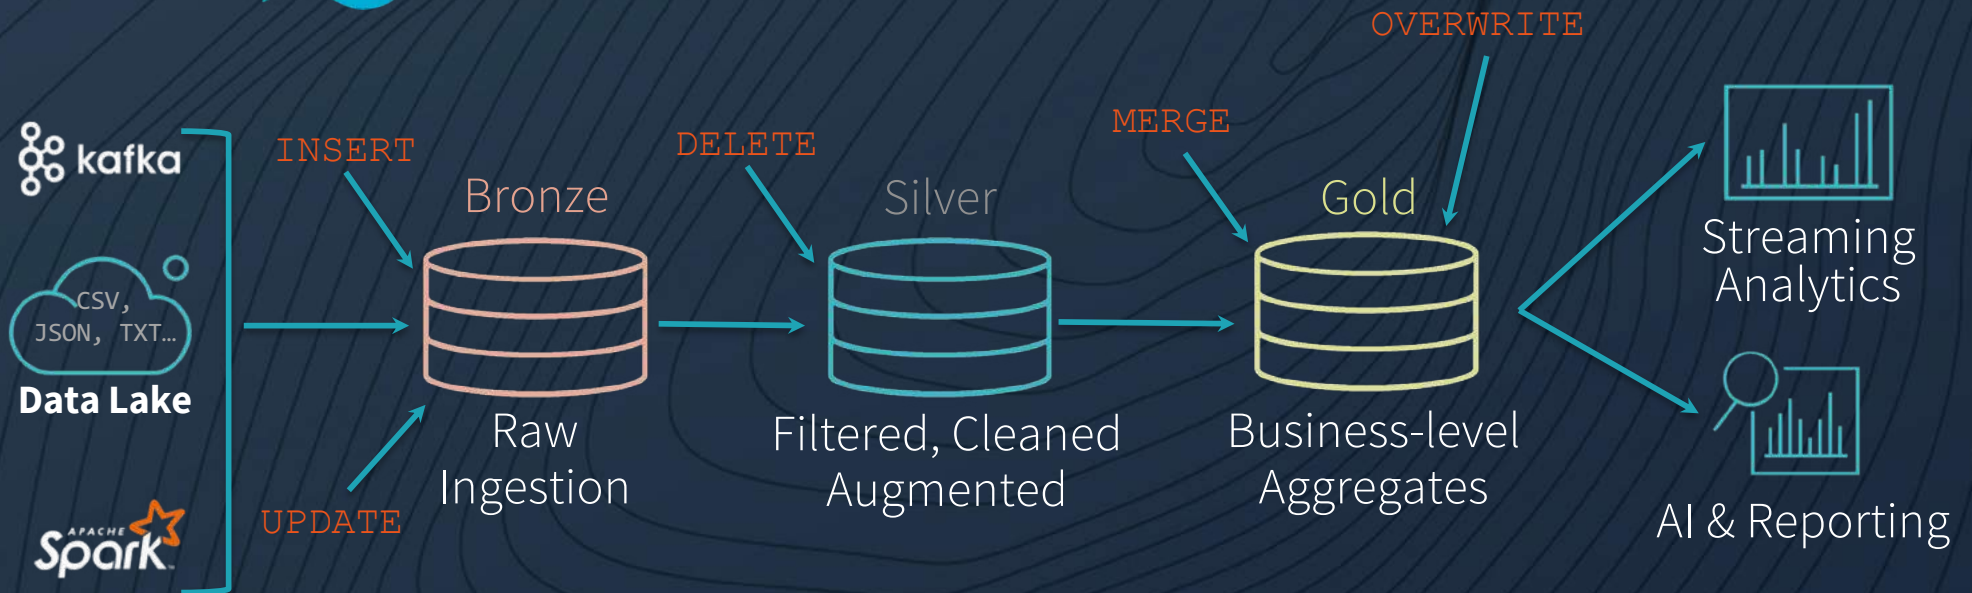 OVERWRITE
MERGE
INSERT
DELETE
kafka
Bronze
Silver
Gold
Streaming
Analytics
CSV,
JSON, TXT…
Data Lake
Raw
Ingestion
Filtered, Cleaned
Augmented
Business-level
Aggregates
UPDATE
AI & Reporting
APACHE
Spark™